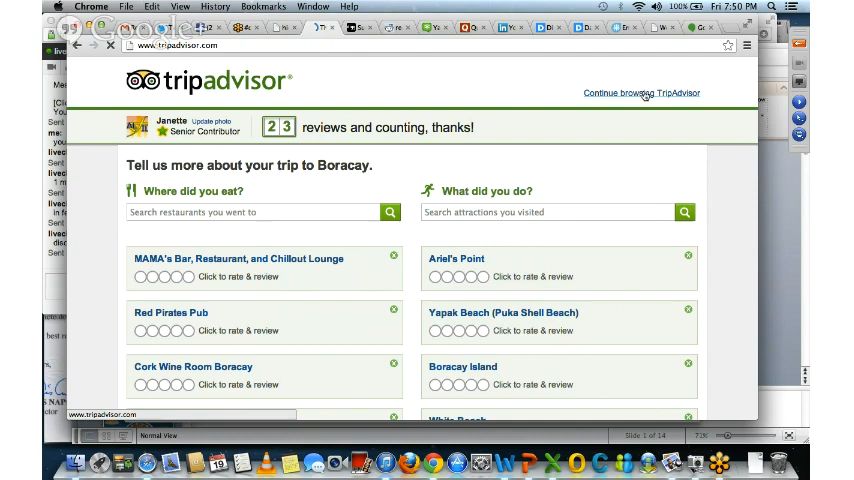 Chrome File Edit View History Bookmarks Window Help
100% Fri 7:50 PM
Google
www.tripadvisor.com
tripadvisor®
Continue browsing TripAdvisor
Janette Update photo
Senior Contributor
2 3 reviews and counting, thanks!
Tell us more about your trip to Boracay.
Where did you eat?
What did you do?
Search restaurants you went to
Search attractions you visited
MAMA's Bar, Restaurant, and Chillout Lounge
Click to rate & review
Ariel's Point
Click to rate & review
Red Pirates Pub
Click to rate & review
Yapak Beach (Puka Shell Beach)
Click to rate & review
Cork Wine Room Boracay
Click to rate & review
Boracay Island
Click to rate & review
White Beach
www.tripadvisor.com
Normal View
Slide 1 of 14
71%